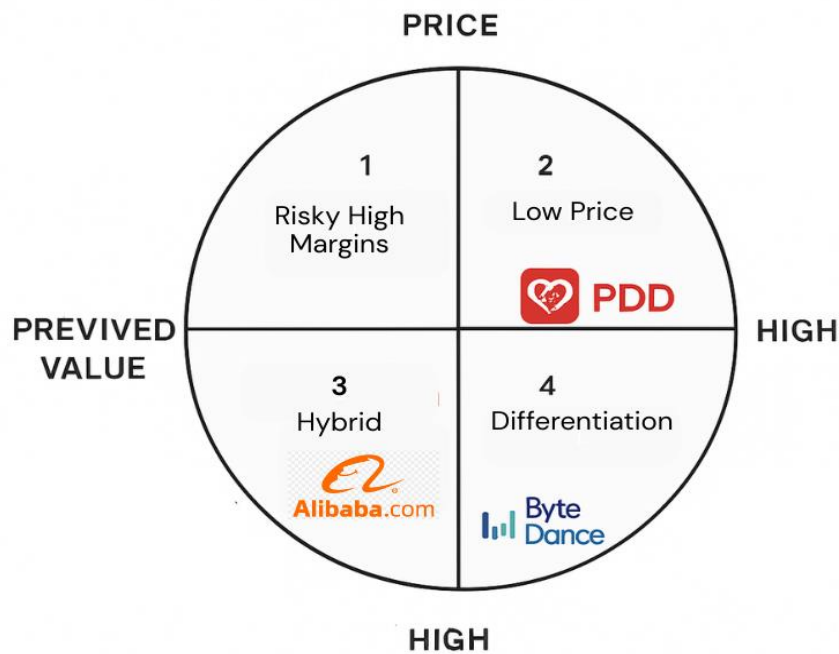 PRICE
1
Risky High
Margins
2
Low Price
PDD
PREVIVED
VALUE
HIGH
3
Hybrid
Alibaba.com
4
Differentiation
Byte
Dance
HIGH